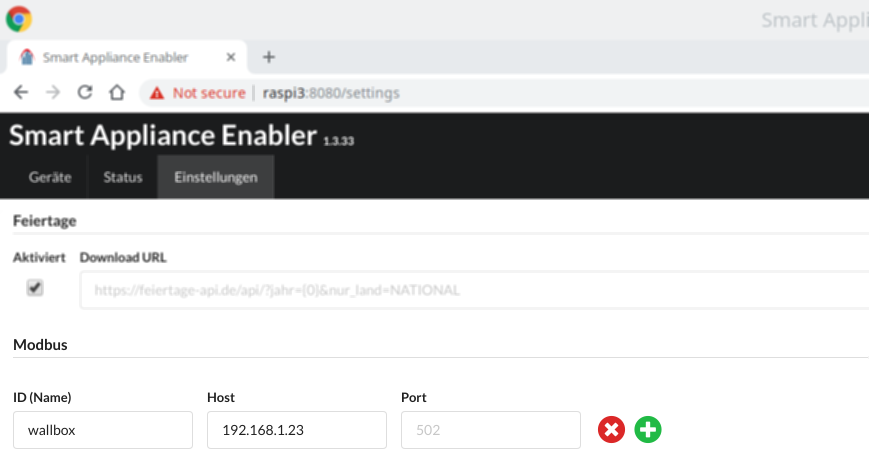 Smart Appli
Smart Appliance Enabler
Not secure | raspi3:8080/settings
Smart Appliance Enabler 1.3.33
Geräte Status Einstellungen
Feiertage
Aktiviert Download URL
https://feiertage-api.de/api/?jahr={0}&nur_land=NATIONAL
Modbus
ID (Name) Host Port
wallbox 192.168.1.23 502